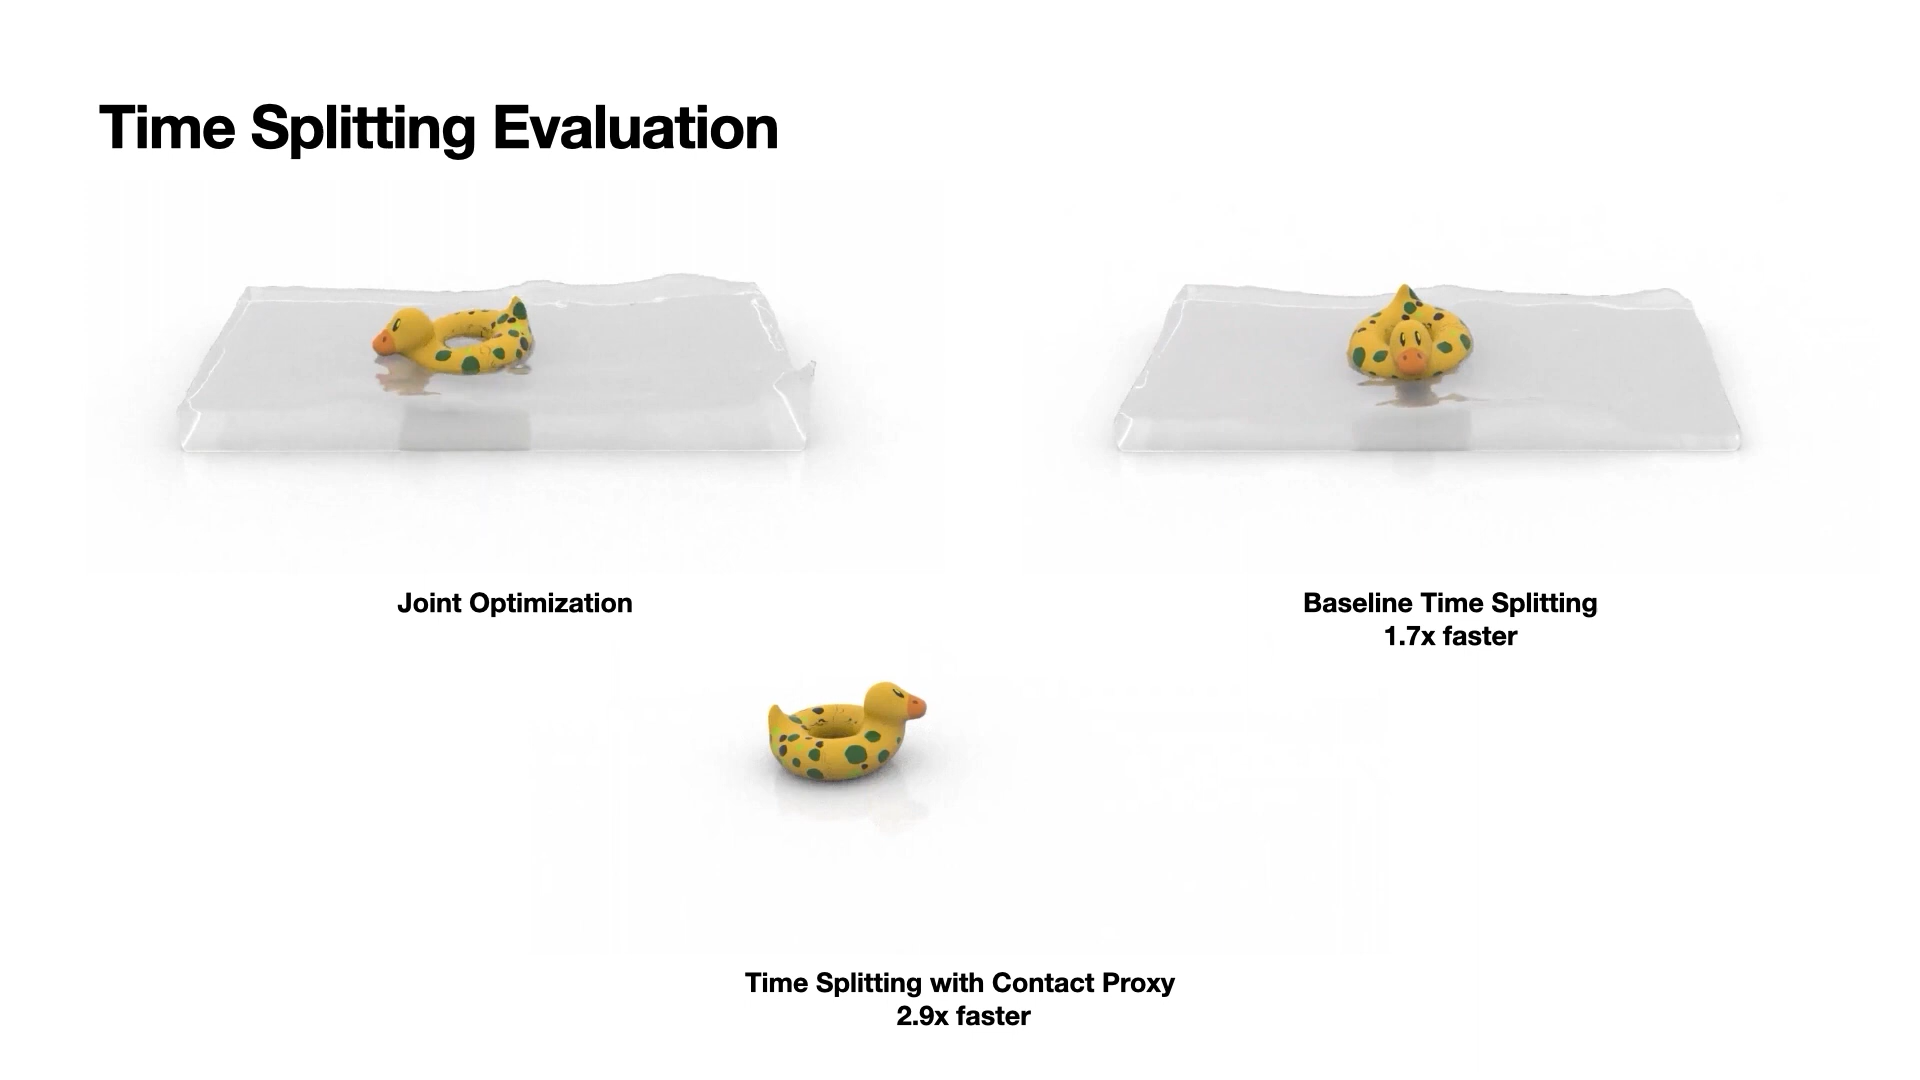 Time Splitting Evaluation
Joint Optimization
Baseline Time Splitting
1.7x faster
Time Splitting with Contact Proxy
2.9x faster